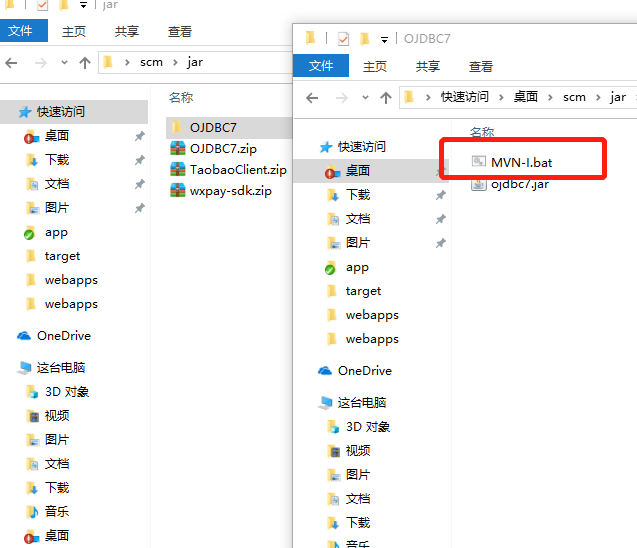 jar
文件
主页
共享
查看
scm
jar
快速访问
桌面
下载
文档
图片
app
target
webapps
webapps
OneDrive
这台电脑
3D 对象
视频
图片
文档
下载
音乐
桌面
名称
OJDBC7
OJDBC7.zip
TaobaoClient.zip
wxpay-sdk.zip
OJDBC7
文件
主页
共享
查看
快速访问
桌面
scm
jar
快速访问
桌面
下载
文档
图片
app
target
webapps
webapps
OneDrive
这台电脑
3D 对象
视频
图片
文档
下载
音乐
名称
MVN-I.bat
ojdbc7.jar